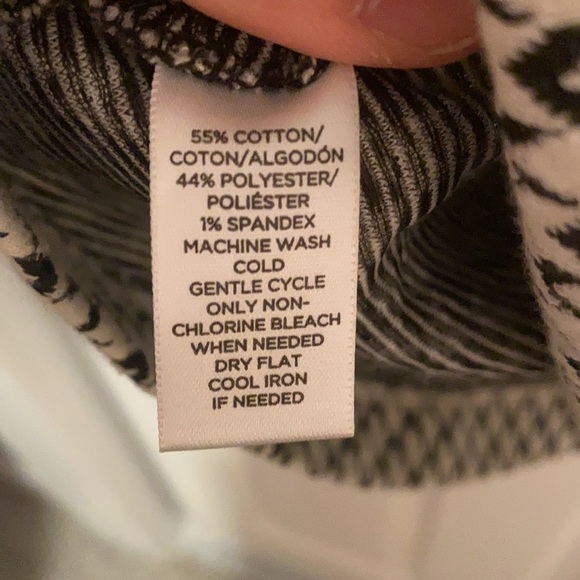 55% COTTON/
COTON/ALGODÓN
44% POLYESTER/
POLIÉSTER
1% SPANDEX
MACHINE WASH
COLD
GENTLE CYCLE
ONLY NON-
CHLORINE BLEACH
WHEN NEEDED
DRY FLAT
COOL IRON
IF NEEDED